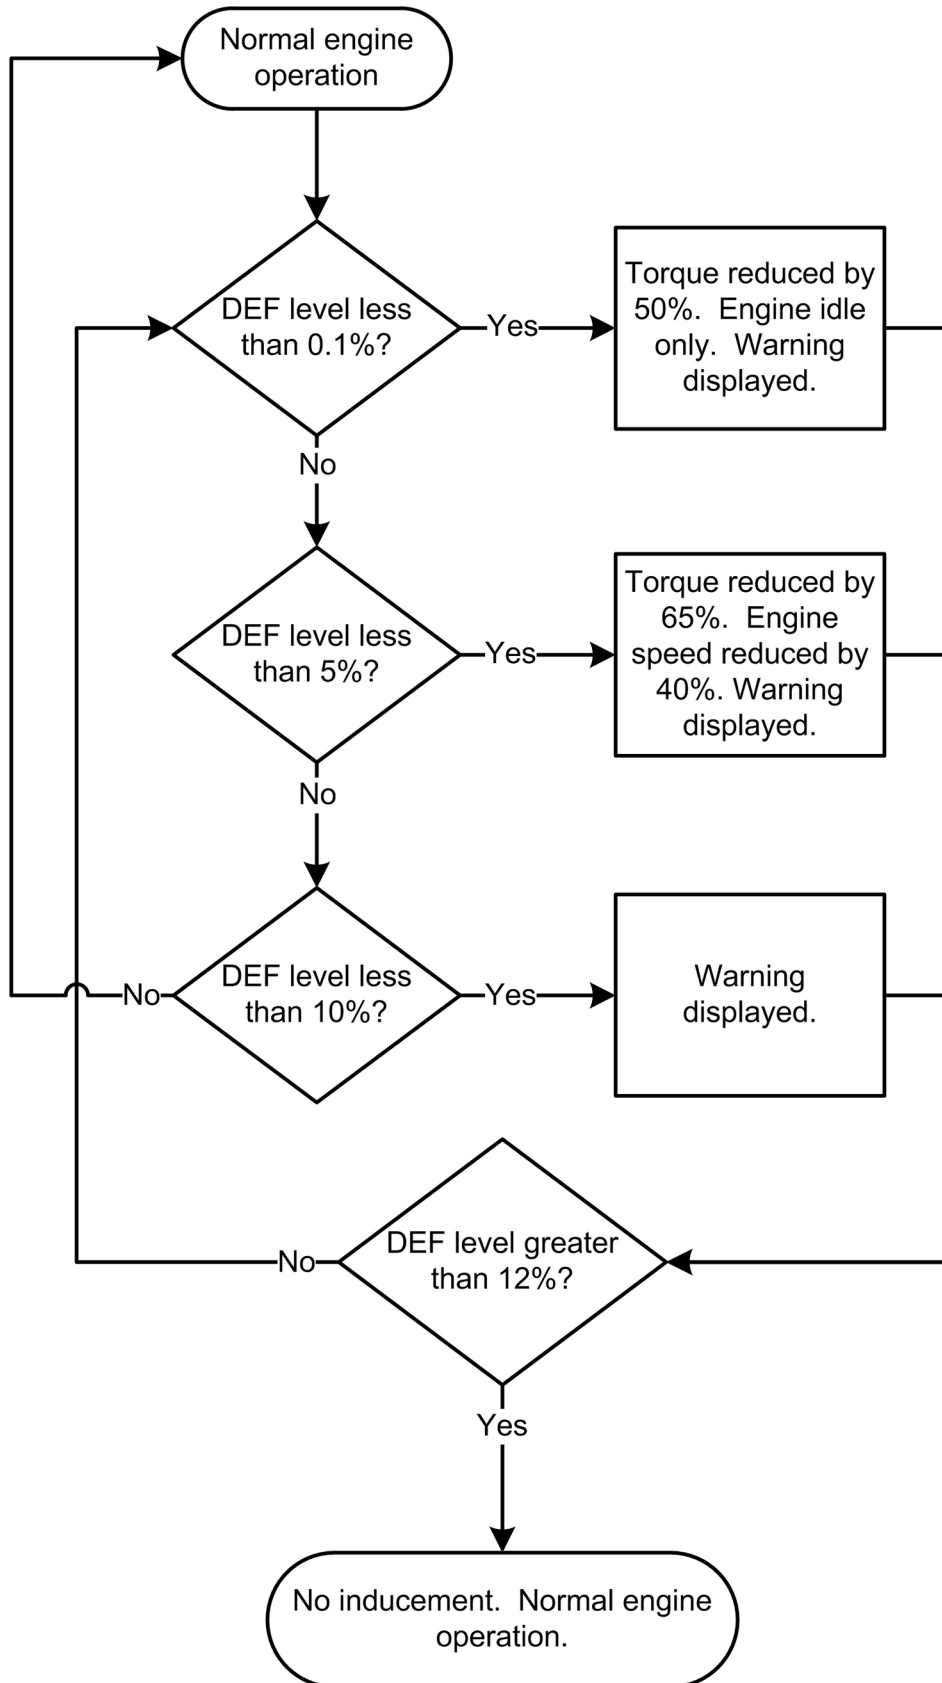 Normal engine
operation
DEF level less
than 0.1%?
Yes
Torque reduced by
50%.  Engine idle
only.  Warning
displayed.
No
DEF level less
than 5%?
Yes
Torque reduced by
65%.  Engine
speed reduced by
40%. Warning
displayed.
No
No
DEF level less
than 10%?
Yes
Warning
displayed.
No
DEF level greater
than 12%?
Yes
No inducement.  Normal engine
operation.